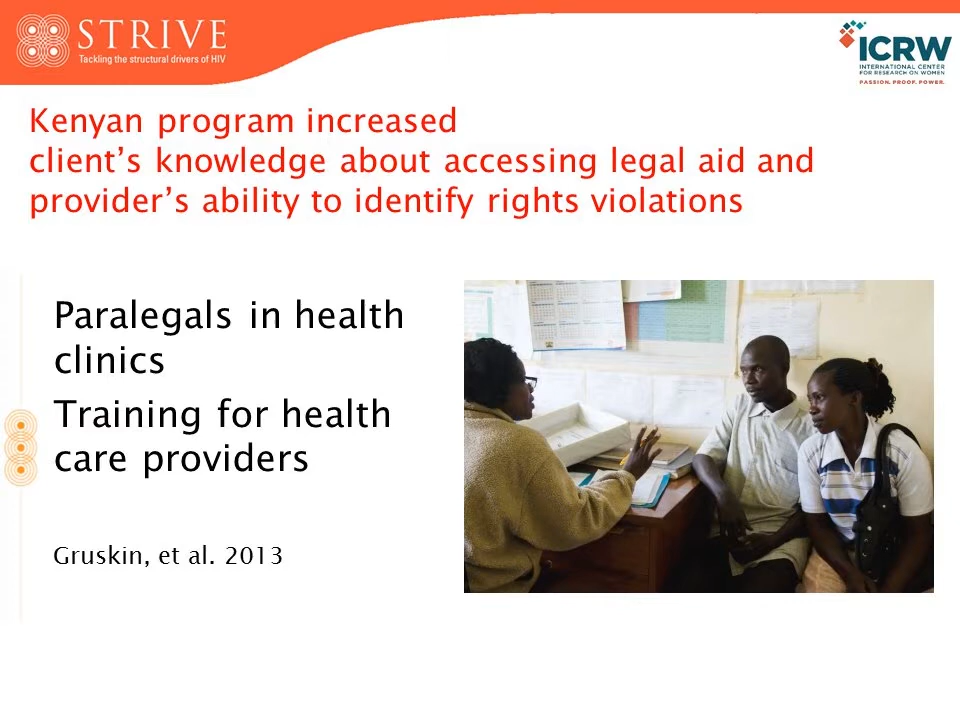 STRIVE
Tackling the structural drivers of HIV
ICRW
INTERNATIONAL CENTER
FOR RESEARCH ON WOMEN
PASSION. PROOF. POWER.
Kenyan program increased
client’s knowledge about accessing legal aid and
provider’s ability to identify rights violations
Paralegals in health
clinics
Training for health
care providers
Gruskin, et al. 2013